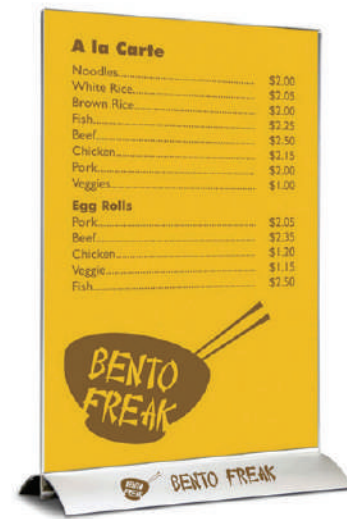 A la Carte
Noodles.......................... $2.00
White Rice.......................... $2.05
Brown Rice.......................... $2.00
Fish.......................... $2.25
Beef.......................... $2.50
Chicken.......................... $2.15
Pork.......................... $2.00
Veggies.......................... $1.00
Egg Rolls
Pork.......................... $2.05
Beef.......................... $2.35
Chicken.......................... $1.20
Veggie.......................... $1.15
Fish.......................... $2.50
BENTO
FREAK
BENTO
FREAK
BENTO FREAK